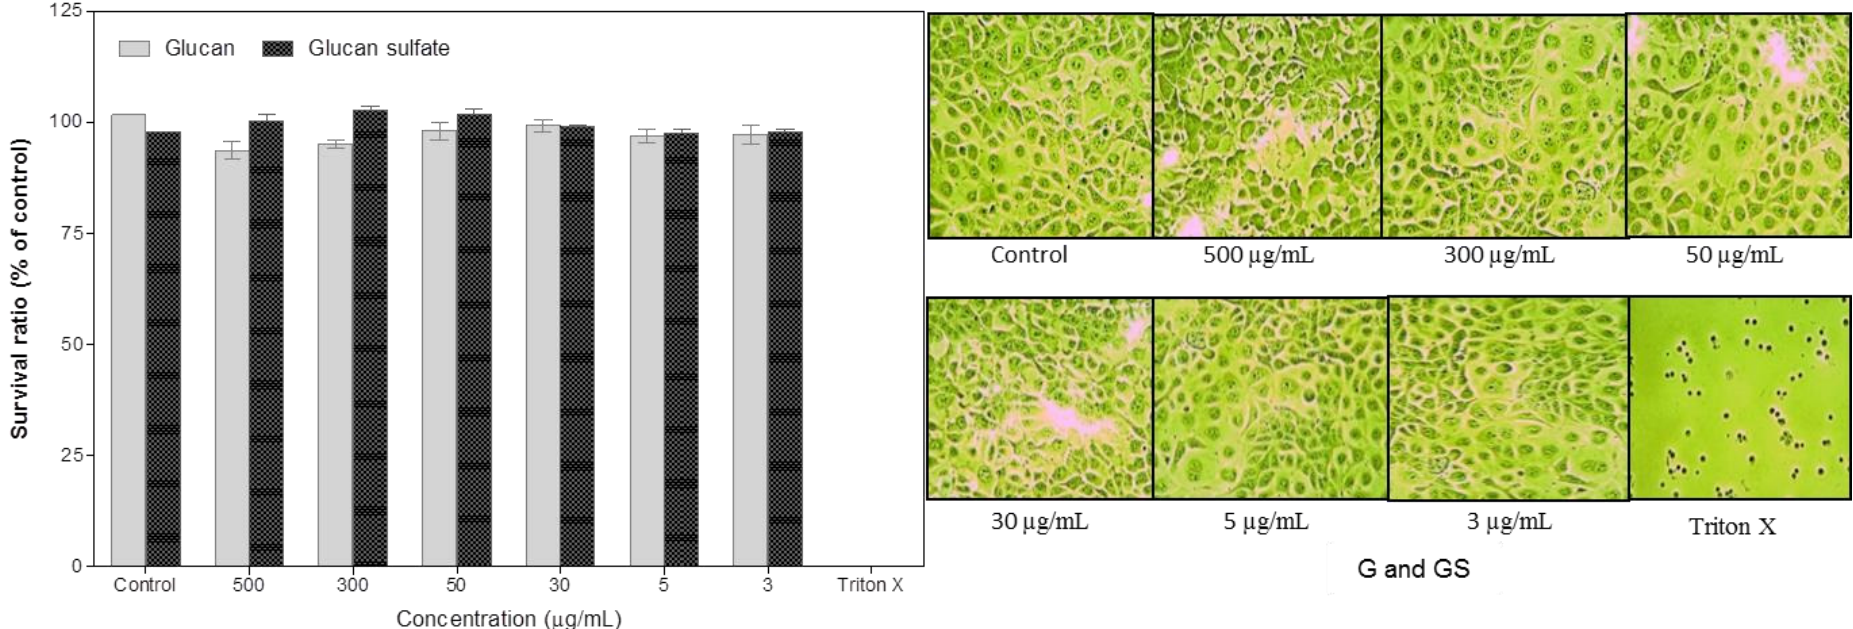 125
100
75
50
25
0
Survival ratio (% of control)
Glucan
Glucan sulfate
Control 500 300 50 30 5 3 Triton X
Concentration (µg/mL)
Control 500 µg/mL 300 µg/mL 50 µg/mL
30 µg/mL 5 µg/mL 3 µg/mL Triton X
G and GS